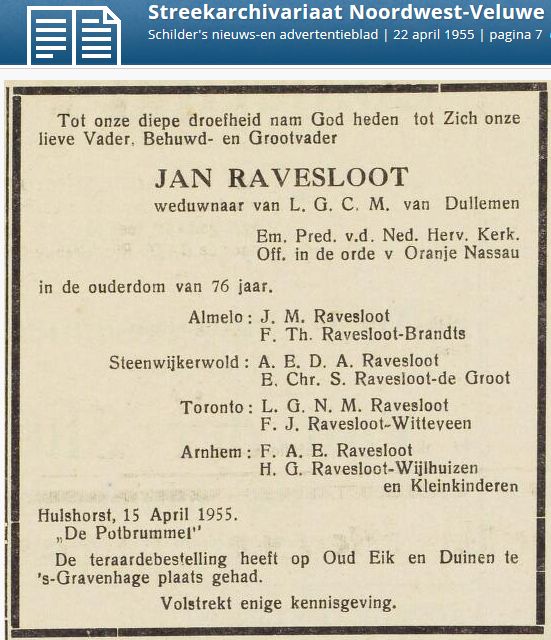 Streekarchivariaat Noordwest-Veluwe
Schilder's nieuws-en advertentieblad | 22 april 1955 | pagina 7
Tot onze diepe droefheid nam God heden tot Zich onze
lieve Vader, Behuwd- en Grootvader
JAN RAVESLOOT
weduwnaar van L. G. C. M. van Dullemen
Em. Pred. v.d. Ned. Herv. Kerk.
Off. in de orde v Oranje Nassau
in de ouderdom van 76 jaar.
Almelo: J. M. Ravesloot
F. Th. Ravesloot-Brandts
Steenwijkerwold: A. E. D. A. Ravesloot
E. Chr. S. Ravesloot-de Groot
Toronto: L. G. N. M. Ravesloot
F. J. Ravesloot-Witteveen
Arnhem: F. A. E. Ravesloot
H. G. Ravesloot-Wijlhuizen
en Kleinkinderen
Hulshorst, 15 April 1955.
„De Potbrummel"
De teraardebestelling heeft op Oud Eik en Duinen te
's-Gravenhage plaats gehad.
Volstrekt enige kennisgeving.